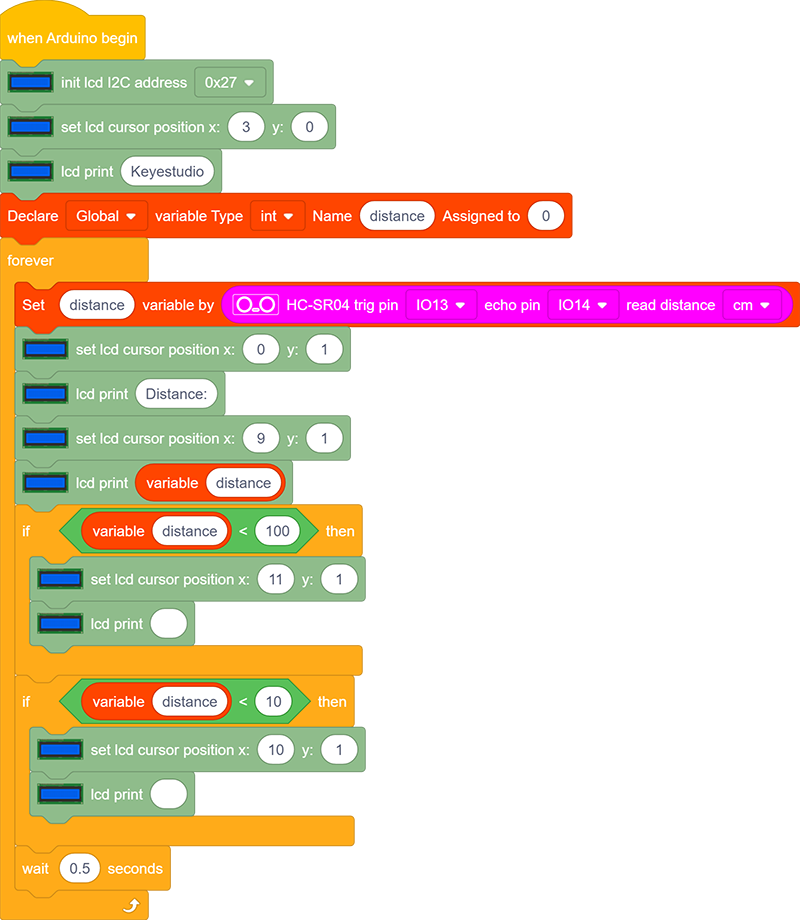 when Arduino begin
init lcd I2C address 0x27
set lcd cursor position x: 3 y: 0
lcd print Keyestudio
Declare Global variable Type int Name distance Assigned to 0
forever
Set distance variable by HC-SR04 trig pin IO13 echo pin IO14 read distance cm
set lcd cursor position x: 0 y: 1
lcd print Distance:
set lcd cursor position x: 9 y: 1
lcd print variable distance
if variable distance < 100 then
set lcd cursor position x: 11 y: 1
lcd print
if variable distance < 10 then
set lcd cursor position x: 10 y: 1
lcd print
wait 0.5 seconds